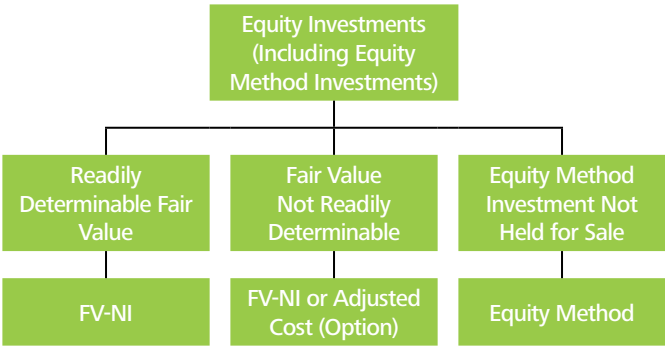 Equity Investments
(Including Equity
Method Investments)
Readily
Determinable Fair
Value
Fair Value
Not Readily
Determinable
Equity Method
Investment Not
Held for Sale
FV-NI
FV-NI or Adjusted
Cost (Option)
Equity Method